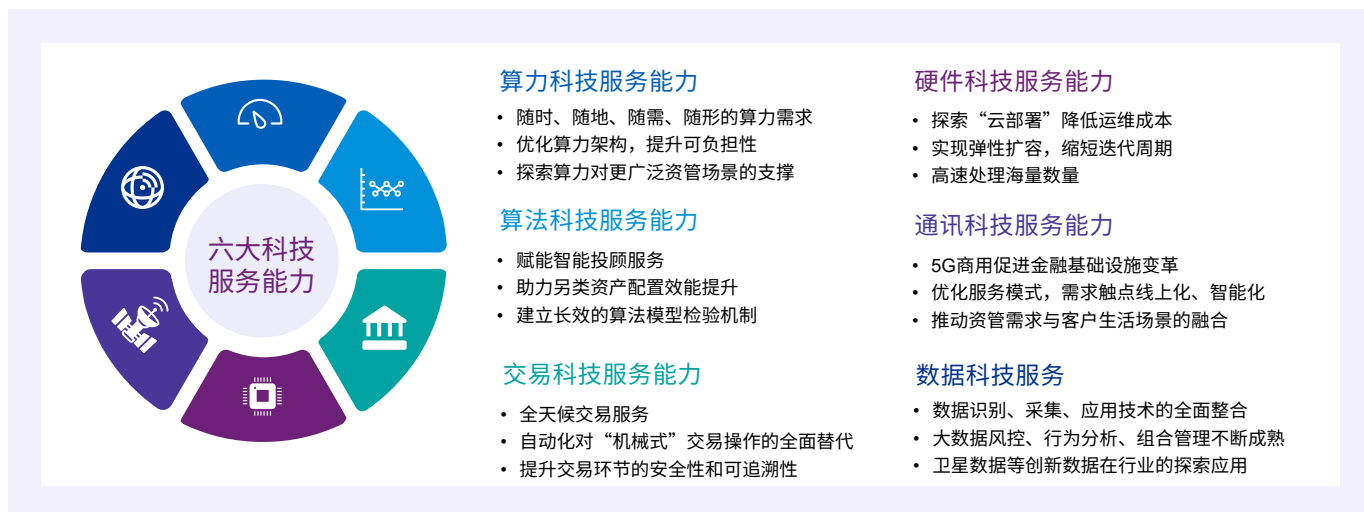 六大科技
服务能力
算力科技服务能力
• 随时、随地、随需、随形的算力需求
• 优化算力架构，提升可负担性
• 探索算力对更广泛资管场景的支撑
算法科技服务能力
• 赋能智能投顾服务
• 助力另类资产配置效能提升
• 建立长效的算法模型检验机制
交易科技服务能力
• 全天候交易服务
• 自动化对“机械式”交易操作的全面替代
• 提升交易环节的安全性和可追溯性
硬件科技服务能力
• 探索“云部署”降低运维成本
• 实现弹性扩容，缩短迭代周期
• 高速处理海量数量
通讯科技服务能力
• 5G商用促进金融基础设施变革
• 优化服务模式，需求触点线上化、智能化
• 推动资管需求与客户生活场景的融合
数据科技服务
• 数据识别、采集、应用技术的全面整合
• 大数据风控、行为分析、组合管理不断成熟
• 卫星数据等创新数据在行业的探索应用